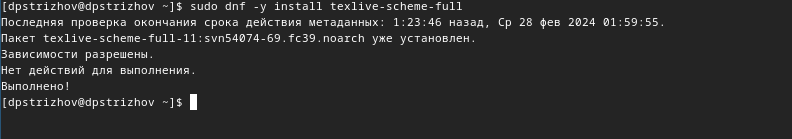 [dpstrizhov@dpstrizhov ~]$ sudo dnf -y install texlive-scheme-full
Последняя проверка окончания срока действия метаданных: 1:23:46 назад, Ср 28 фев 2024 01:59:55.
Пакет texlive-scheme-full-11:svn54074-69.fc39.noarch уже установлен.
Зависимости разрешены.
Нет действий для выполнения.
Выполнено!
[dpstrizhov@dpstrizhov ~]$